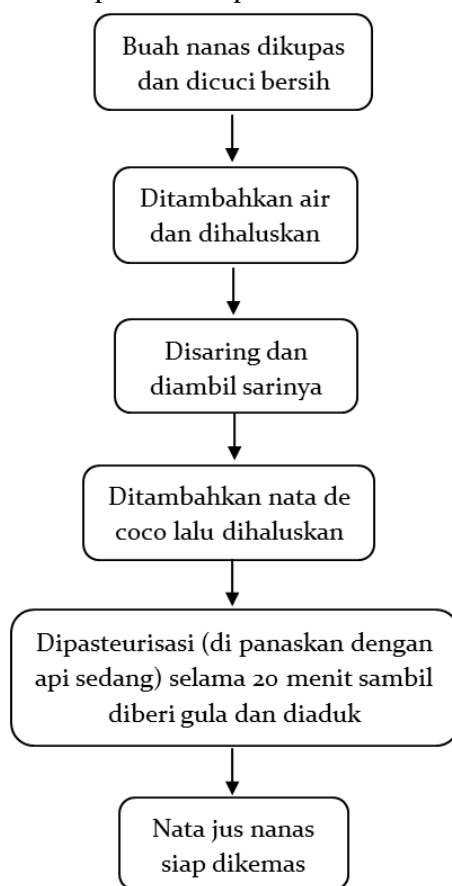 Buah nanas dikupas
dan dicuci bersih
Ditambahkan air
dan dihaluskan
Disaring dan
diambil sarinya
Ditambahkan nata de
coco lalu dihaluskan
Dipasteurisasi (di panaskan dengan
api sedang) selama 20 menit sambil
diberi gula dan diaduk
Nata jus nanas
siap dikemas